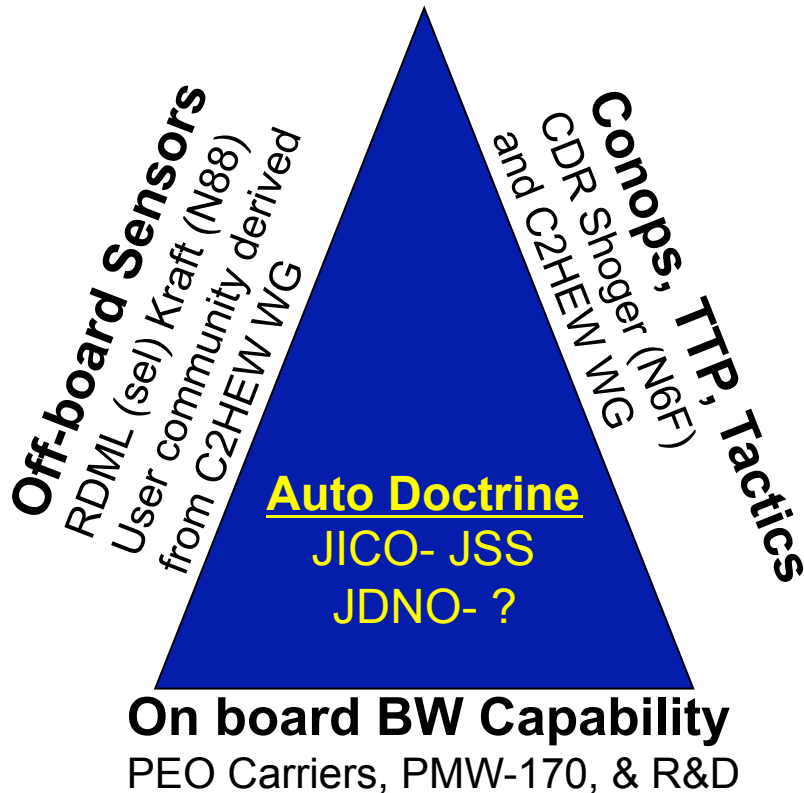 Off-board Sensors
RDML (sel) Kraft (N88)
User community derived
from C2HEW WG
Conops, TTP, Tactics
CDR Shoger (N6F)
and C2HEW WG
Auto Doctrine
JICO- JSS
JDNO- ?
On board BW Capability
PEO Carriers, PMW-170, & R&D